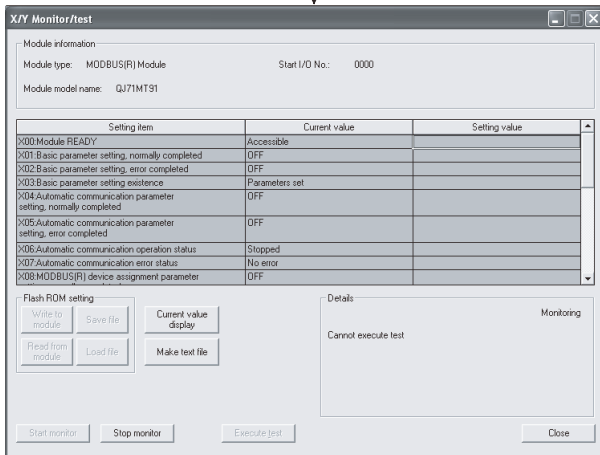 X/Y Monitor/test
Module information
Module type: MODBUS(R) Module Start I/O No.: 0000
Module model name: QJ71MT91
Setting item Current value Setting value
X00:Module READY Accessible
X01:Basic parameter setting, normally completed OFF
X02:Basic parameter setting, error completed OFF
X03:Basic parameter setting existence Parameters set
X04:Automatic communication parameter OFF
setting, normally completed
X05:Automatic communication parameter OFF
setting, error completed
X06:Automatic communication operation status Stopped
X07:Automatic communication error status No error
X08:MODBUS(R) device assignment parameter OFF
Flash ROM setting
Write to
module
Save file
Current value
display
Read from
module
Load file
Make text file
Details
Monitoring
Cannot execute test
Start monitor Stop monitor Execute test Close